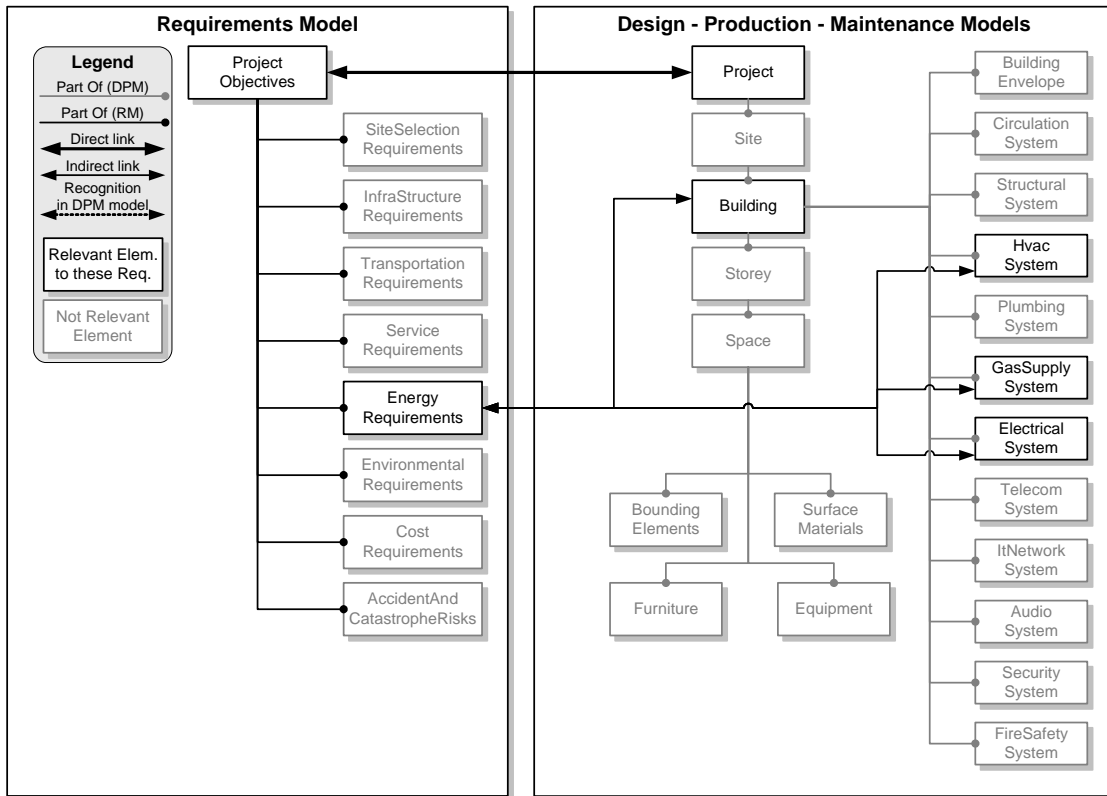 Requirements Model
Legend
Part Of (DPM)
Part Of (RM)
Direct link
Indirect link
Recognition
in DPM model
Relevant Elem.
to these Req.
Not Relevant
Element
Project
Objectives
SiteSelection
Requirements
InfraStructure
Requirements
Transportation
Requirements
Service
Requirements
Energy
Requirements
Environmental
Requirements
Cost
Requirements
AccidentAnd
CatastropheRisks
Design - Production - Maintenance Models
Project
Site
Building
Storey
Space
Bounding
Elements
Surface
Materials
Furniture
Equipment
Building
Envelope
Circulation
System
Structural
System
Hvac
System
Plumbing
System
GasSupply
System
Electrical
System
Telecom
System
ItNetwork
System
Audio
System
Security
System
FireSafety
System